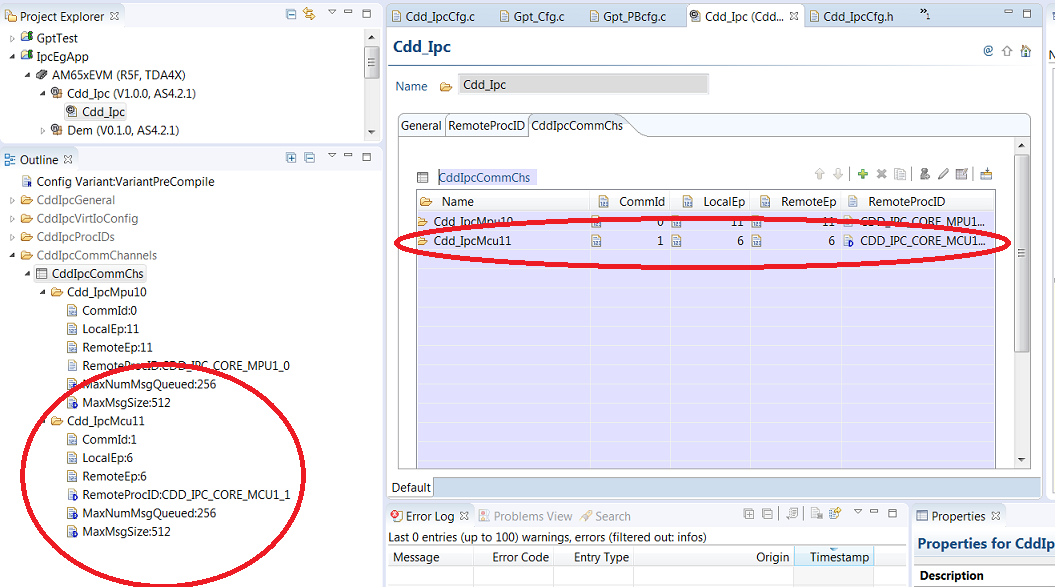 Project Explorer
GptTest
IpcEgApp
AM65xEVM (R5F, TDA4X)
Cdd_Ipc (V1.0.0, AS4.2.1)
Cdd_Ipc
Dem (V0.1.0, AS4.2.1)
Outline
Config Variant:VariantPreCompile
CddIpcGeneral
CddIpcVirtIoConfig
CddIpcProcIDs
CddIpcCommChannels
CddIpcCommChs
Cdd_IpcMpu10
CommId:0
LocalEp:11
RemoteEp:11
RemoteProcID:CDD_IPC_CORE_MPU1_0
MaxNumMsgQueued:256
MaxMsgSize:512
Cdd_IpcMcu11
CommId:1
LocalEp:6
RemoteEp:6
RemoteProcID:CDD_IPC_CORE_MCU1_1
MaxNumMsgQueued:256
MaxMsgSize:512
Cdd_IpcCfg.c Gpt_Cfg.c Gpt_PBcfg.c Cdd_Ipc (Cdd... Cdd_IpcCfg.h »1
Cdd_Ipc
Name Cdd_Ipc
General RemoteProcID CddIpcCommChs
CddIpcCommChs
Name CommId LocalEp RemoteEp RemoteProcID
Cdd_IpcMpu10 0 11 11 CDD_IPC_CORE_MPU1...
Cdd_IpcMcu11 1 6 6 CDD_IPC_CORE_MCU1...
Default
Error Log Problems View Search
Last 0 entries (up to 100) warnings, errors (filtered out: infos)
Message Error Code Entry Type Origin Timestamp
Properties
Properties for CddIp
Description